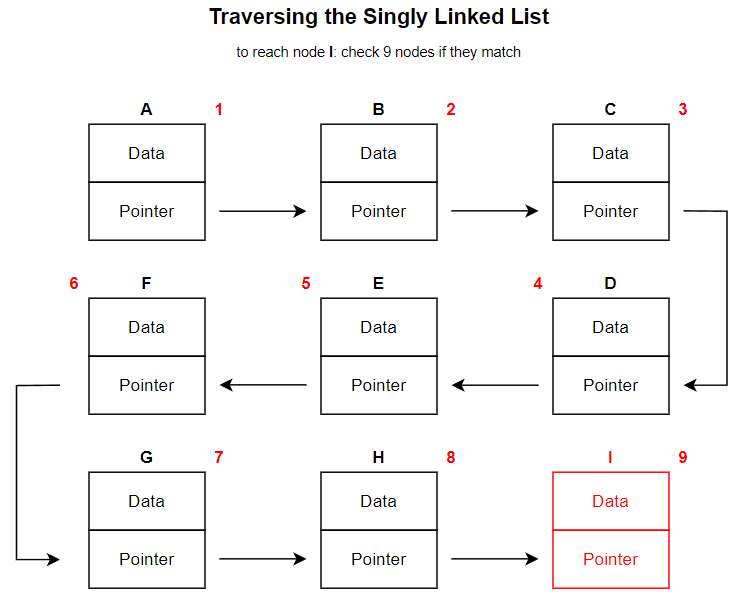 Traversing the Singly Linked List
to reach node I: check 9 nodes if they match
A 1 B 2 C 3
Data Data Data
Pointer Pointer Pointer
6 F 5 E 4 D
Data Data Data
Pointer Pointer Pointer
G 7 H 8 I 9
Data Data Data
Pointer Pointer Pointer